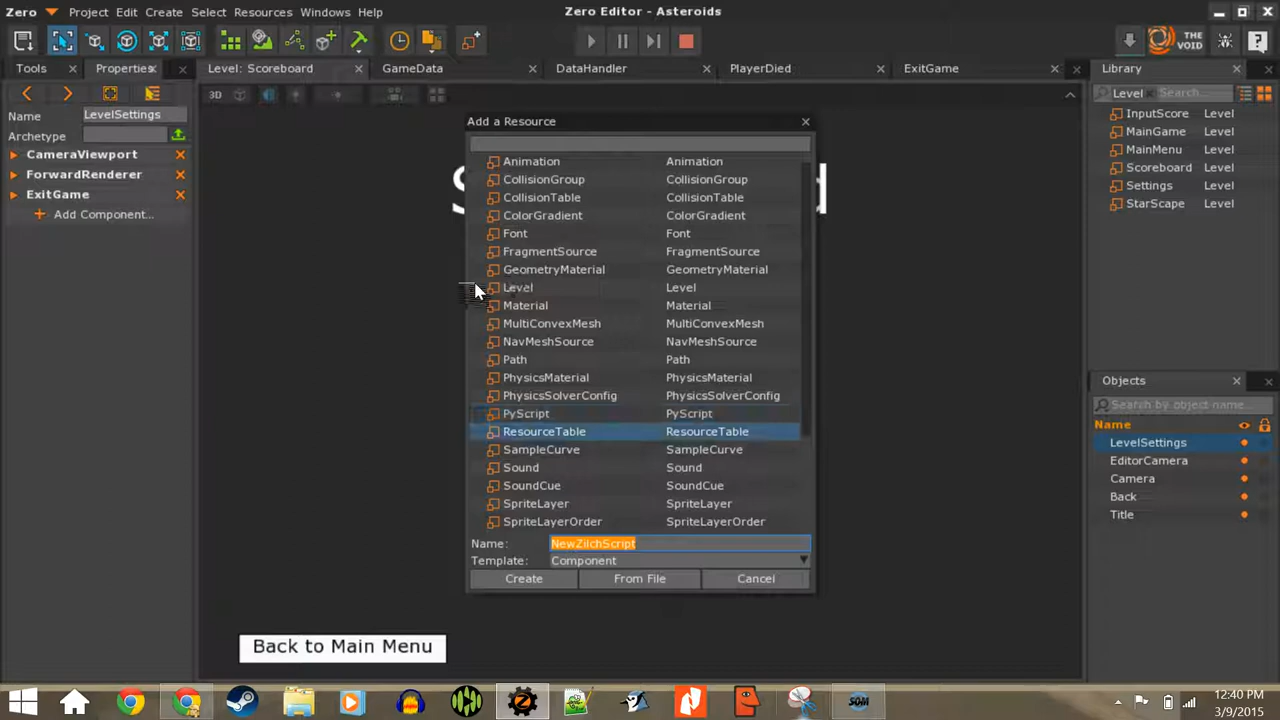 Zero Project Edit Create Select Resources Windows Help Zero Editor - Asteroids
THE VOID
Tools Properties Level: Scoreboard GameData DataHandler PlayerDied ExitGame Library
3D
Level Search...
Name LevelSettings
Archetype
CameraViewport
ForwardRenderer
ExitGame
Add Component...
Add a Resource
Animation Animation
CollisionGroup CollisionGroup
CollisionTable CollisionTable
ColorGradient ColorGradient
Font Font
FragmentSource FragmentSource
GeometryMaterial GeometryMaterial
Level Level
Material Material
MultiConvexMesh MultiConvexMesh
NavMeshSource NavMeshSource
Path Path
PhysicsMaterial PhysicsMaterial
PhysicsSolverConfig PhysicsSolverConfig
PyScript PyScript
ResourceTable ResourceTable
SampleCurve SampleCurve
Sound Sound
SoundCue SoundCue
SpriteLayer SpriteLayer
SpriteLayerOrder SpriteLayerOrder
Name: NewZilchScript
Template: Component
Create From File Cancel
InputScore Level
MainGame Level
MainMenu Level
Scoreboard Level
Settings Level
StarScape Level
Objects
Search by object name...
Name
LevelSettings
EditorCamera
Camera
Back
Title
Back to Main Menu
SOM
12:40 PM
3/9/2015